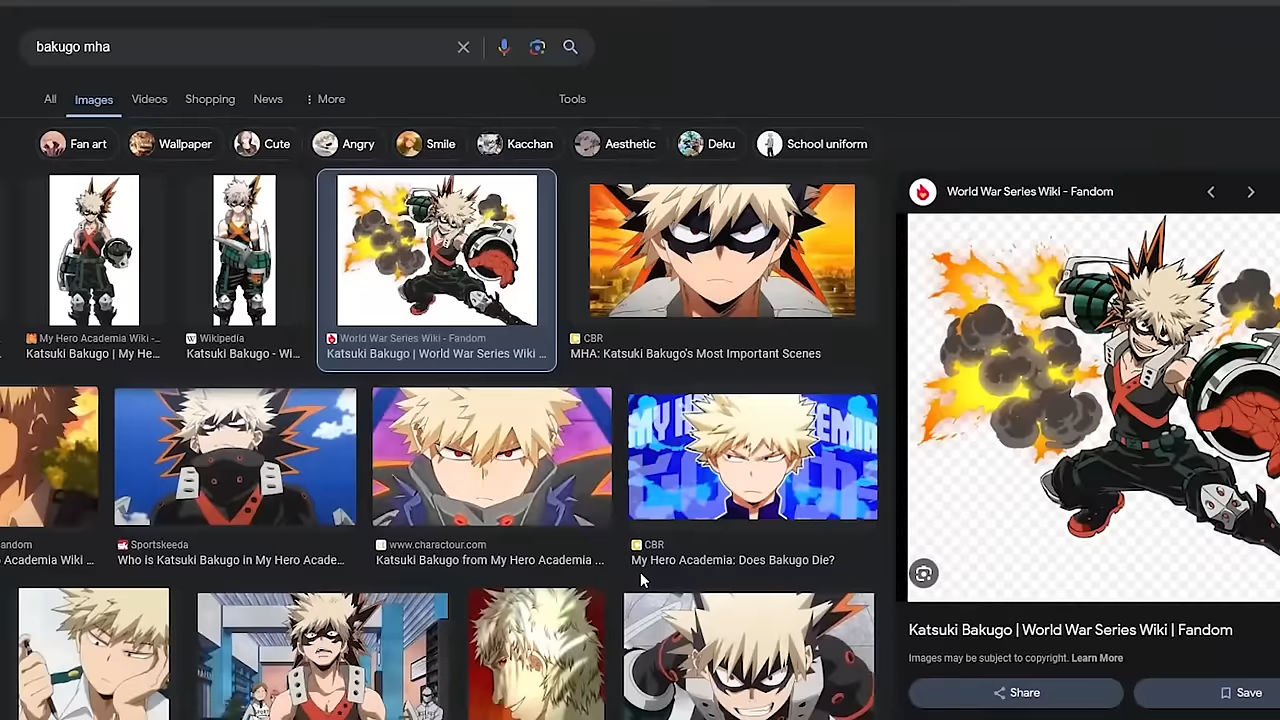 bakugo mha
All Images Videos Shopping News More Tools
Fan art Wallpaper Cute Angry Smile Kacchan Aesthetic Deku School uniform
World War Series Wiki - Fandom
My Hero Academia Wiki -... Wikipedia World War Series Wiki - Fandom CBR
Katsuki Bakugo | My He... Katsuki Bakugo - Wi... Katsuki Bakugo | World War Series Wiki ... MHA: Katsuki Bakugo's Most Important Scenes
andom Sportskeeda www.charactour.com CBR
Academia Wiki ... Who is Katsuki Bakugo in My Hero Acade... Katsuki Bakugo from My Hero Academia ... My Hero Academia: Does Bakugo Die?
Katsuki Bakugo | World War Series Wiki | Fandom
Images may be subject to copyright. Learn More
Share Save